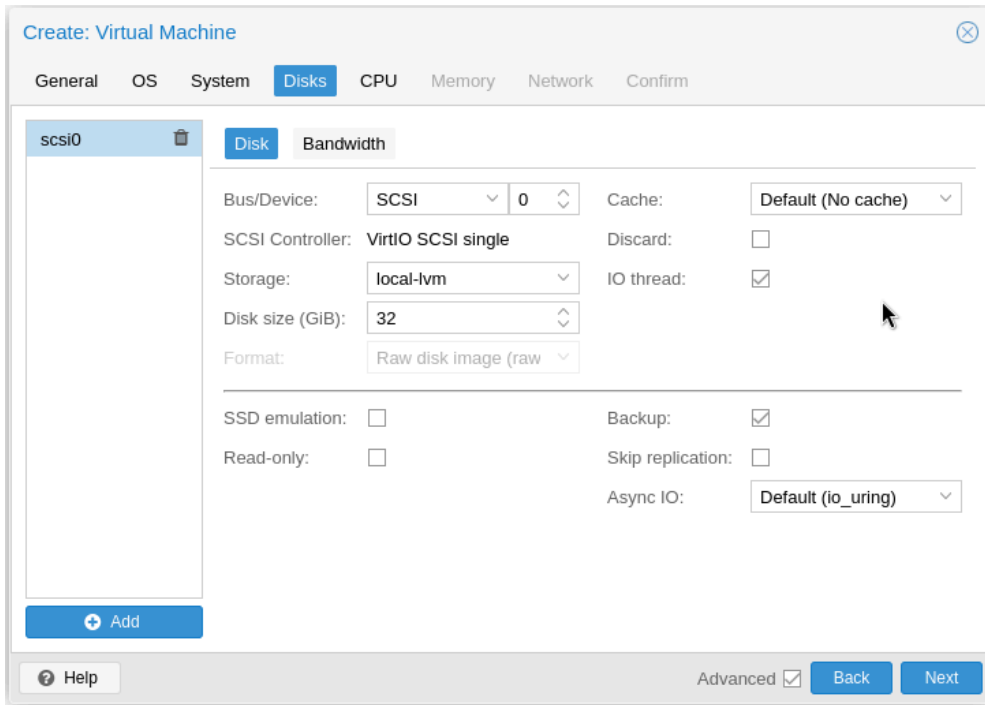 Create: Virtual Machine
General OS System Disks CPU Memory Network Confirm
scsi0
Disk Bandwidth
Bus/Device: SCSI 0 Cache: Default (No cache)
SCSI Controller: VirtIO SCSI single Discard:
Storage: local-lvm IO thread:
Disk size (GiB): 32
Format: Raw disk image (raw
SSD emulation: Backup:
Read-only: Skip replication:
Async IO: Default (io_uring)
Add
Help Advanced Back Next